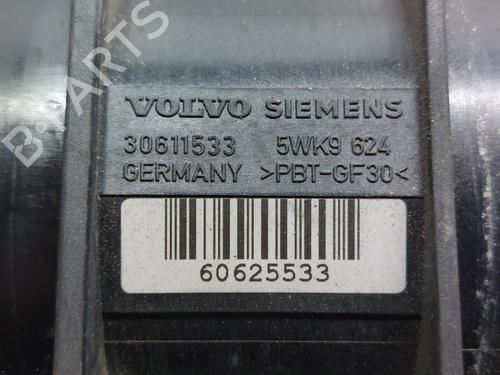 VOLVO SIEMENS
30611533 5WK9 624
GERMANY >PBT-GF30<
60625533
B-PARTS